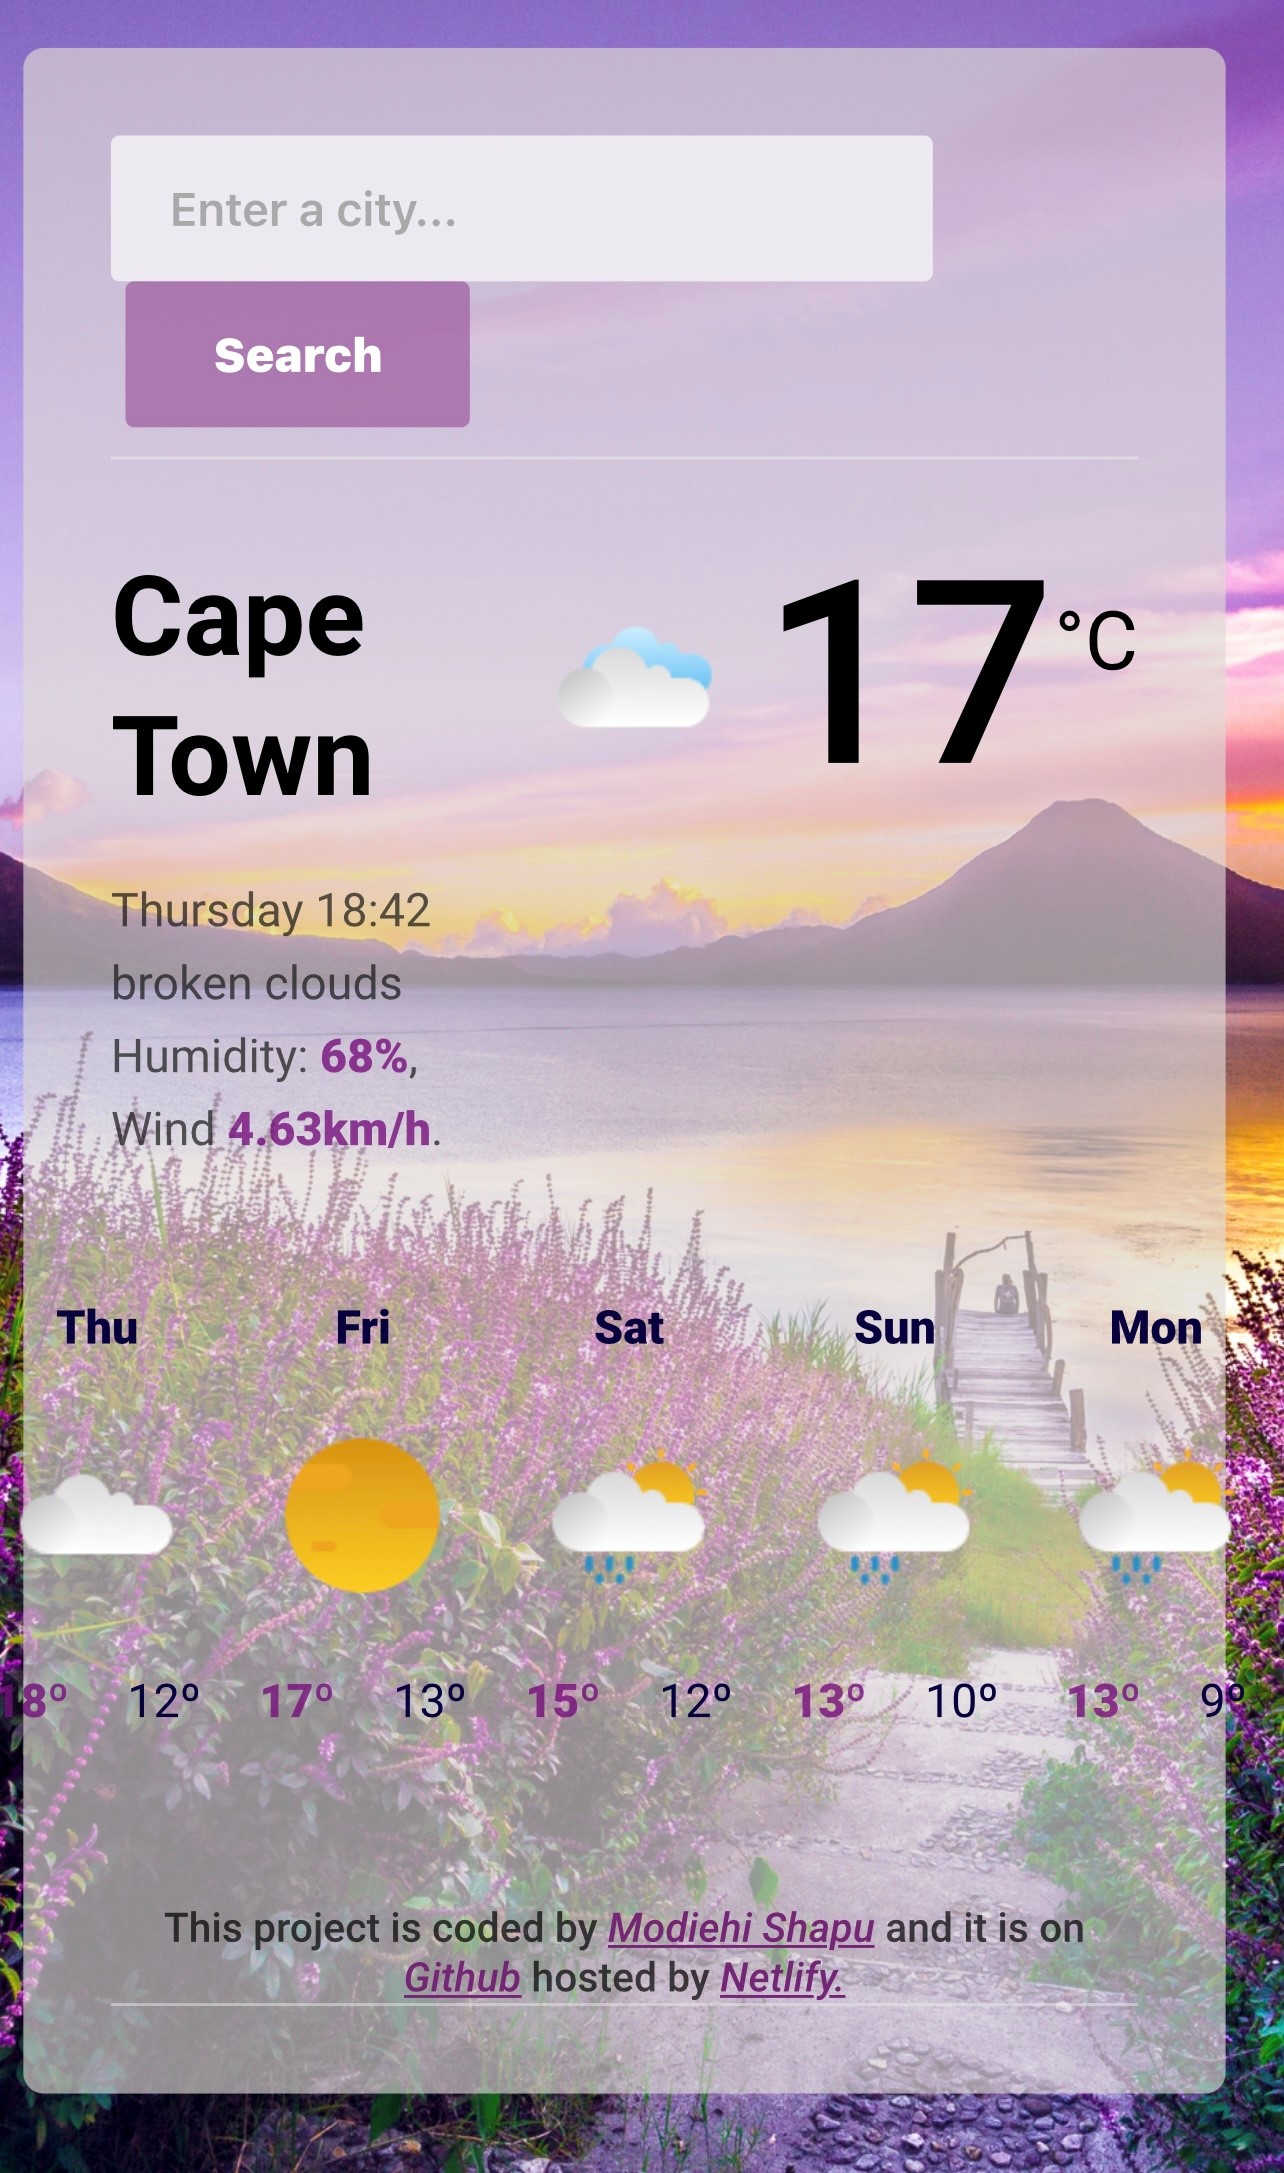 Enter a city...
Search
Cape
Town
17 °C
Thursday 18:42
broken clouds
Humidity: 68%,
Wind 4.63km/h.
Thu Fri Sat Sun Mon
18° 12° 17° 13° 15° 12° 13° 10° 13° 9°
This project is coded by Modiehi Shapu and it is on
Github hosted by Netlify.